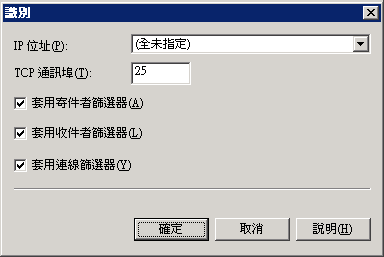 識別
IP 位址(P): (全未指定)
TCP 通訊埠(T): 25
套用寄件者篩選器(A)
套用收件者篩選器(L)
套用連線篩選器(Y)
確定 取消 說明(H)